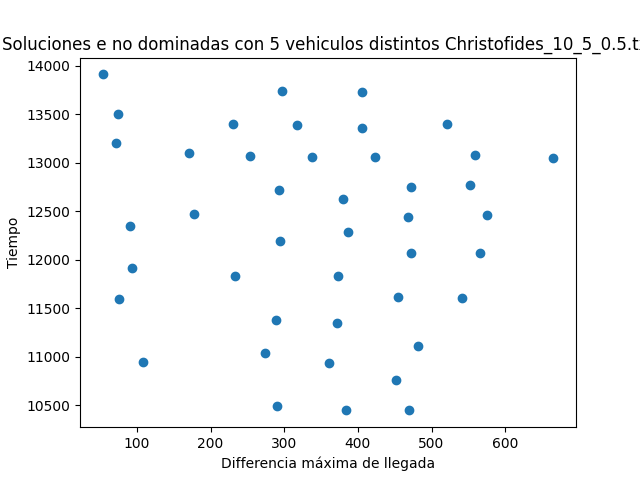 Soluciones e no dominadas con 5 vehiculos distintos Christofides_10_5_0.5.t
14000
13500
13000
12500
12000
11500
11000
10500
Tiempo
100 200 300 400 500 600
Differencia máxima de llegada